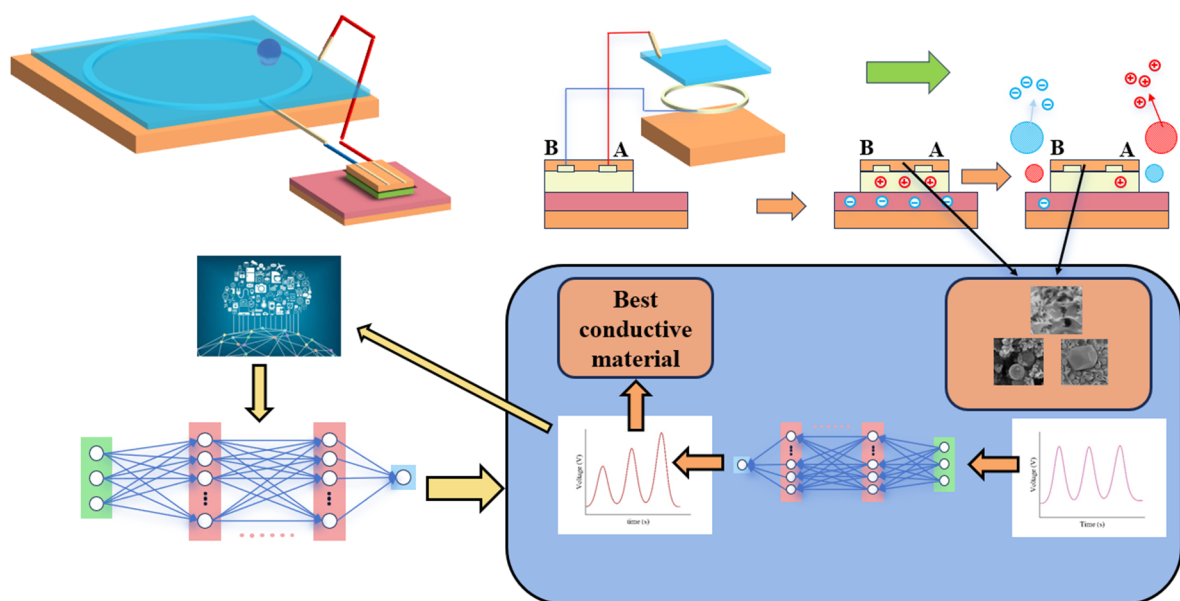 B
A
B
A
B
A
Best
conductive
material
Voltage (V)
time (s)
Voltage (V)
Time (s)